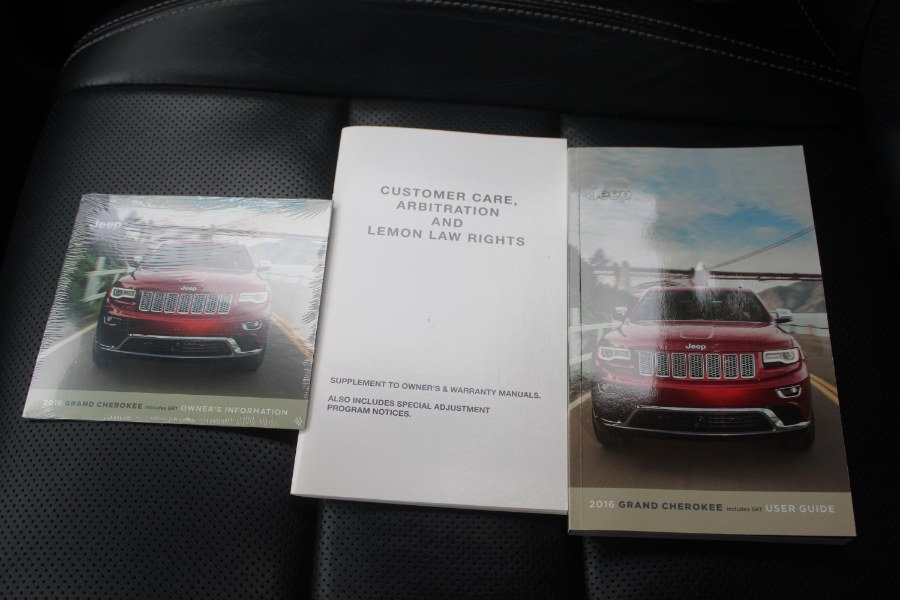 Jeep
Jeep
2016 GRAND CHEROKEE includes SRT OWNER'S INFORMATION
CUSTOMER CARE,
ARBITRATION
AND
LEMON LAW RIGHTS
SUPPLEMENT TO OWNER'S & WARRANTY MANUALS.
ALSO INCLUDES SPECIAL ADJUSTMENT
PROGRAM NOTICES.
Jeep
Jeep
2016 GRAND CHEROKEE includes SRT USER GUIDE